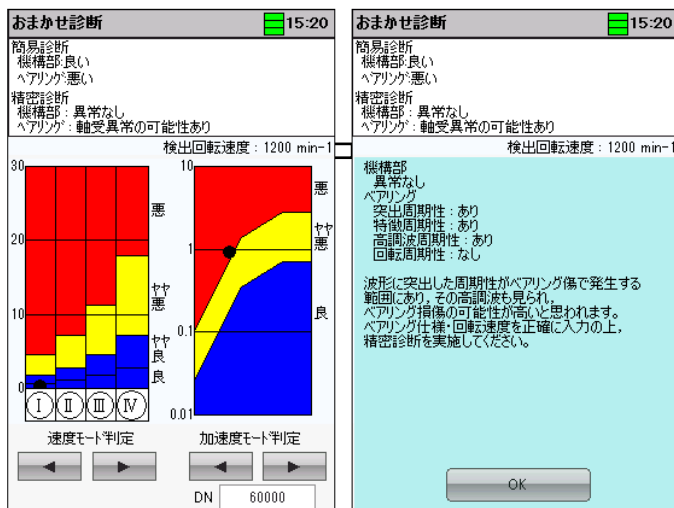 おまかせ診断
15:20
簡易診断
機構部:良い
ベアリング:悪い
精密診断
機構部：異常なし
ベアリング：軸受異常の可能性あり
検出回転速度：1200 min-1
30
20
10
0
悪
ヤヤ
悪
ヤヤ
良
良
Ⅰ Ⅱ Ⅲ Ⅳ
速度モード判定
10
1
0.1
0.01
悪
ヤヤ
悪
良
加速度モード判定
DN 60000
おまかせ診断
15:20
簡易診断
機構部:良い
ベアリング:悪い
精密診断
機構部：異常なし
ベアリング：軸受異常の可能性あり
検出回転速度：1200 min-1
機構部
異常なし
ベアリング
突出周期性：あり
特徴周期性：あり
高調波周期性：あり
回転周期性：なし
波形に突出した周期性がベアリング傷で発生する
範囲にあり，その高調波も見られ，
ベアリング損傷の可能性が高いと思われます。
ベアリング仕様・回転速度を正確に入力の上，
精密診断を実施してください。
OK